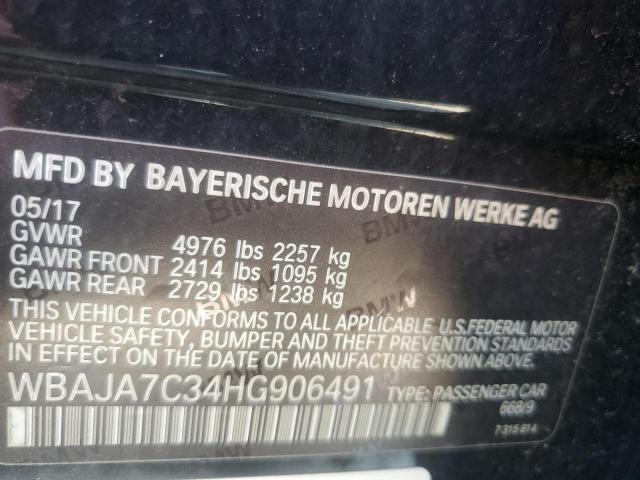 MFD BY BAYERISCHE MOTOREN WERKE AG
05/17
GVWR 4976 lbs 2257 kg
GAWR FRONT 2414 lbs 1095 kg
GAWR REAR 2729 lbs 1238 kg
THIS VEHICLE CONFORMS TO ALL APPLICABLE U.S.FEDERAL MOTOR
VEHICLE SAFETY, BUMPER AND THEFT PREVENTION STANDARDS
IN EFFECT ON THE DATE OF MANUFACTURE SHOWN ABOVE.
WBAJA7C34HG906491 TYPE: PASSENGER CAR
668/9
7 315 814